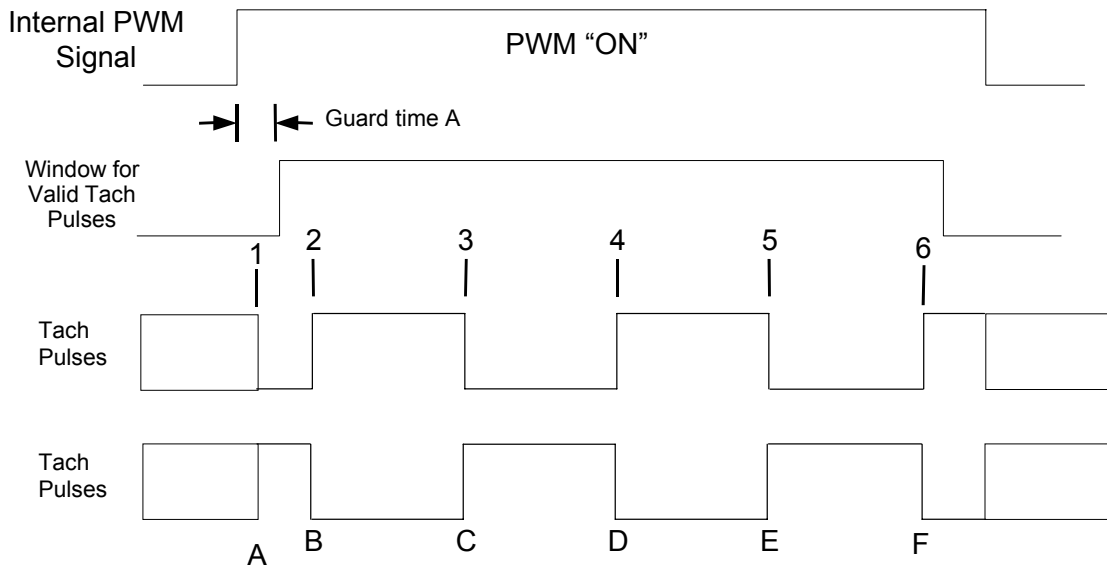 Internal PWM
Signal
PWM “ON”
Guard time A
Window for
Valid Tach
Pulses
1
2
3
4
5
6
Tach
Pulses
Tach
Pulses
A
B
C
D
E
F